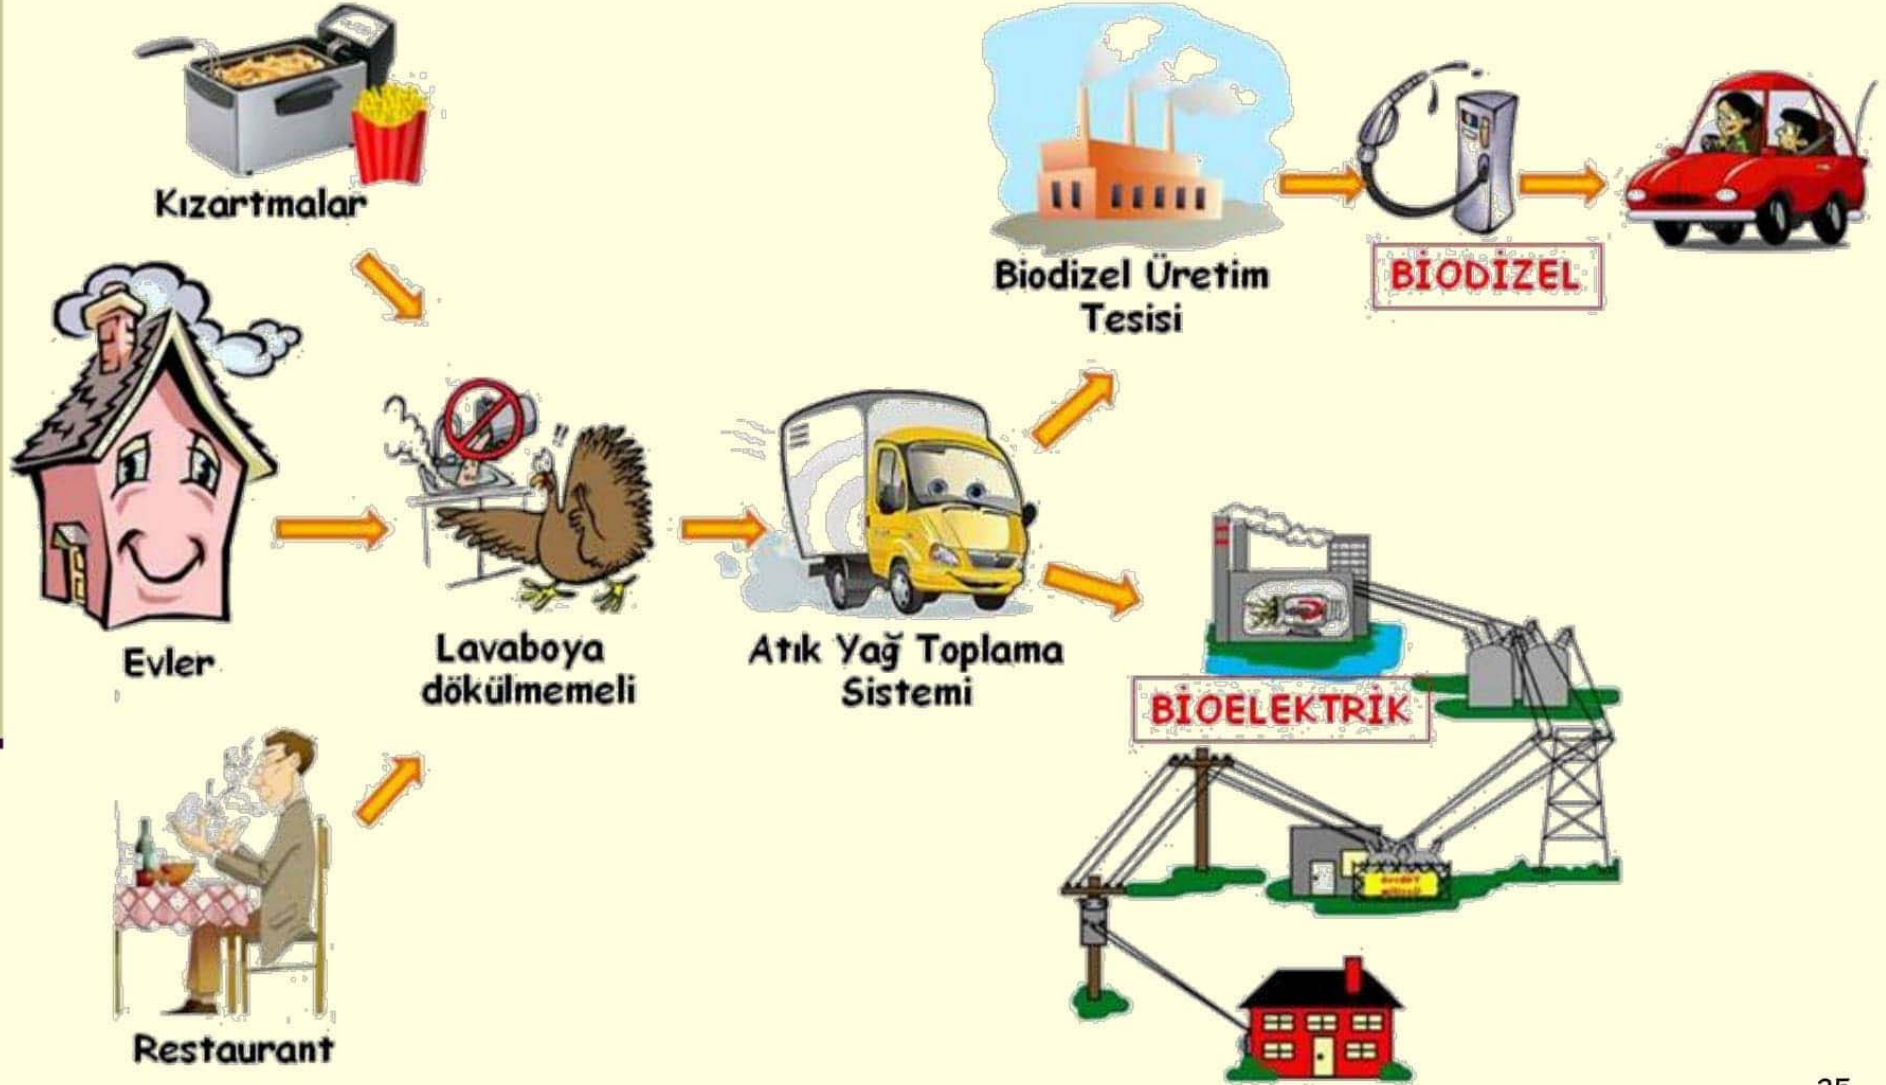 Kızartmalar
Evler
Restaurant
Lavaboya
dökülmemeli
Atık Yağ Toplama
Sistemi
Biodizel Üretim
Tesisi
BİODİZEL
BİOELEKTRİK